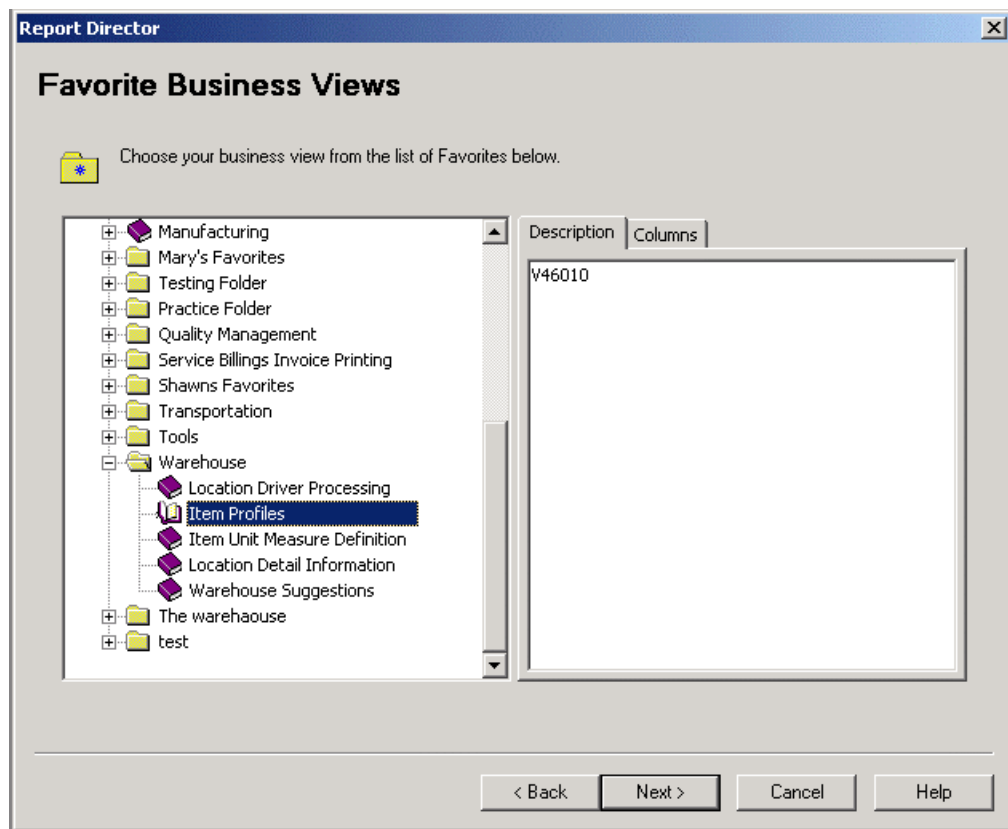 Report Director
Favorite Business Views
Choose your business view from the list of Favorites below.
Manufacturing
Mary's Favorites
Testing Folder
Practice Folder
Quality Management
Service Billings Invoice Printing
Shawns Favorites
Transportation
Tools
Warehouse
Location Driver Processing
Item Profiles
Item Unit Measure Definition
Location Detail Information
Warehouse Suggestions
The warehaouse
test
Description Columns
V46010
< Back Next > Cancel Help